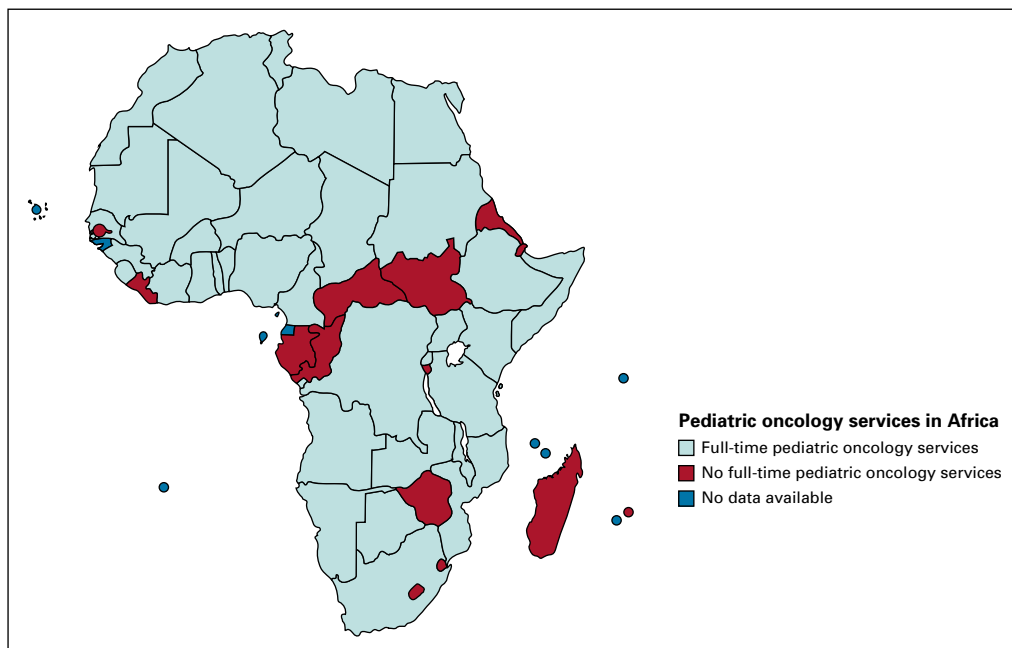 Pediatric oncology services in Africa
Full-time pediatric oncology services
No full-time pediatric oncology services
No data available